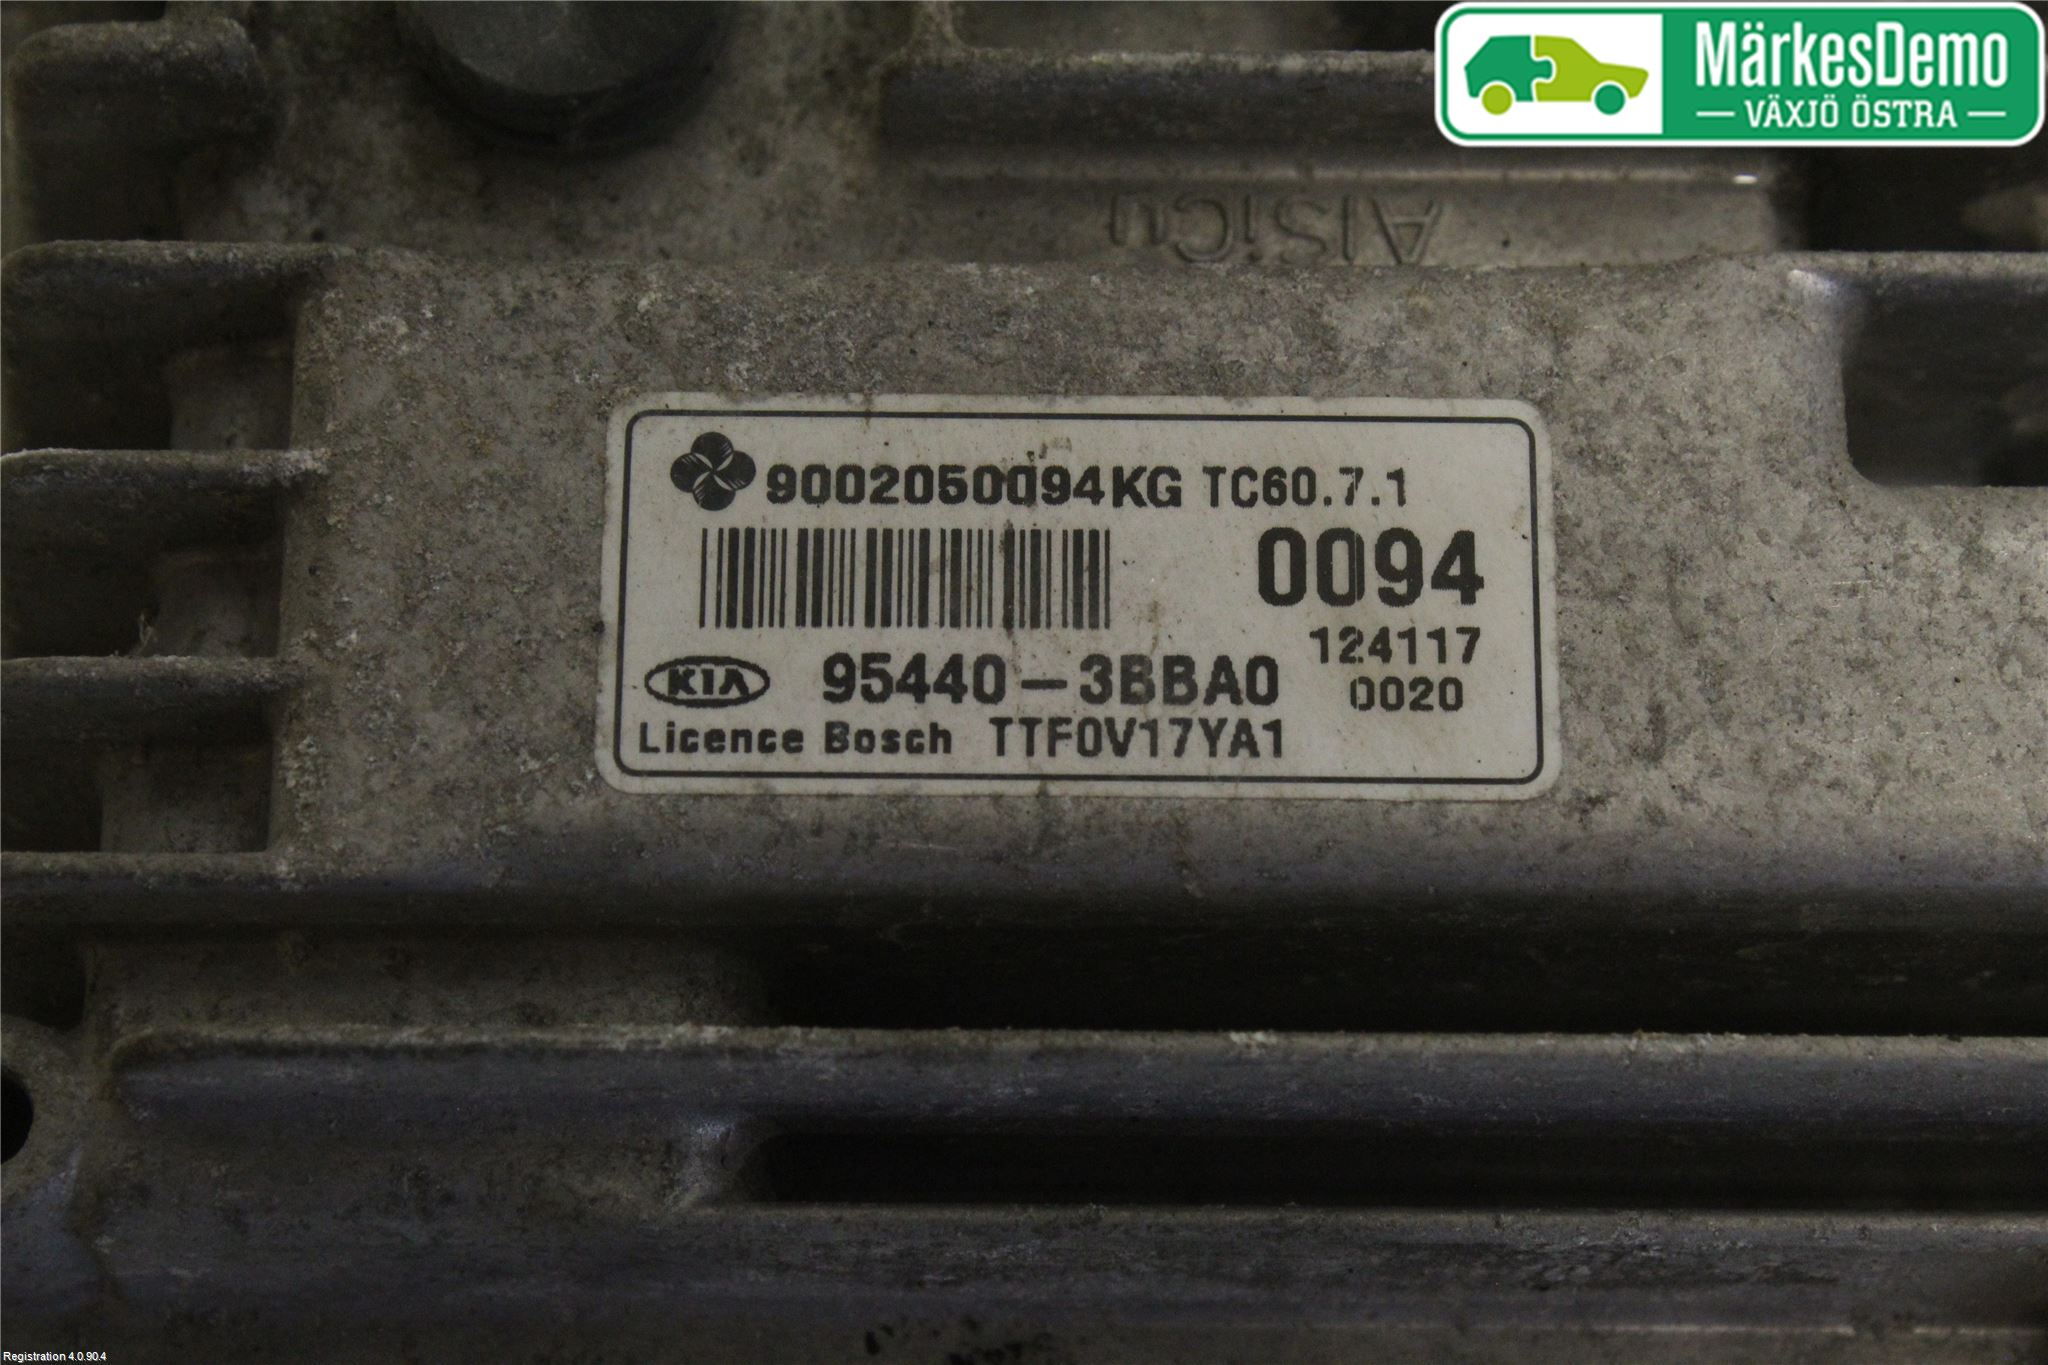 MärkesDemo
VÄXJÖ ÖSTRA
AlSiCu
9002050094KG TC60.7.1
0094
124117
KIA 95440-3BBA0
0020
Licence Bosch TTF0V17YA1
Registration 4.0.90.4